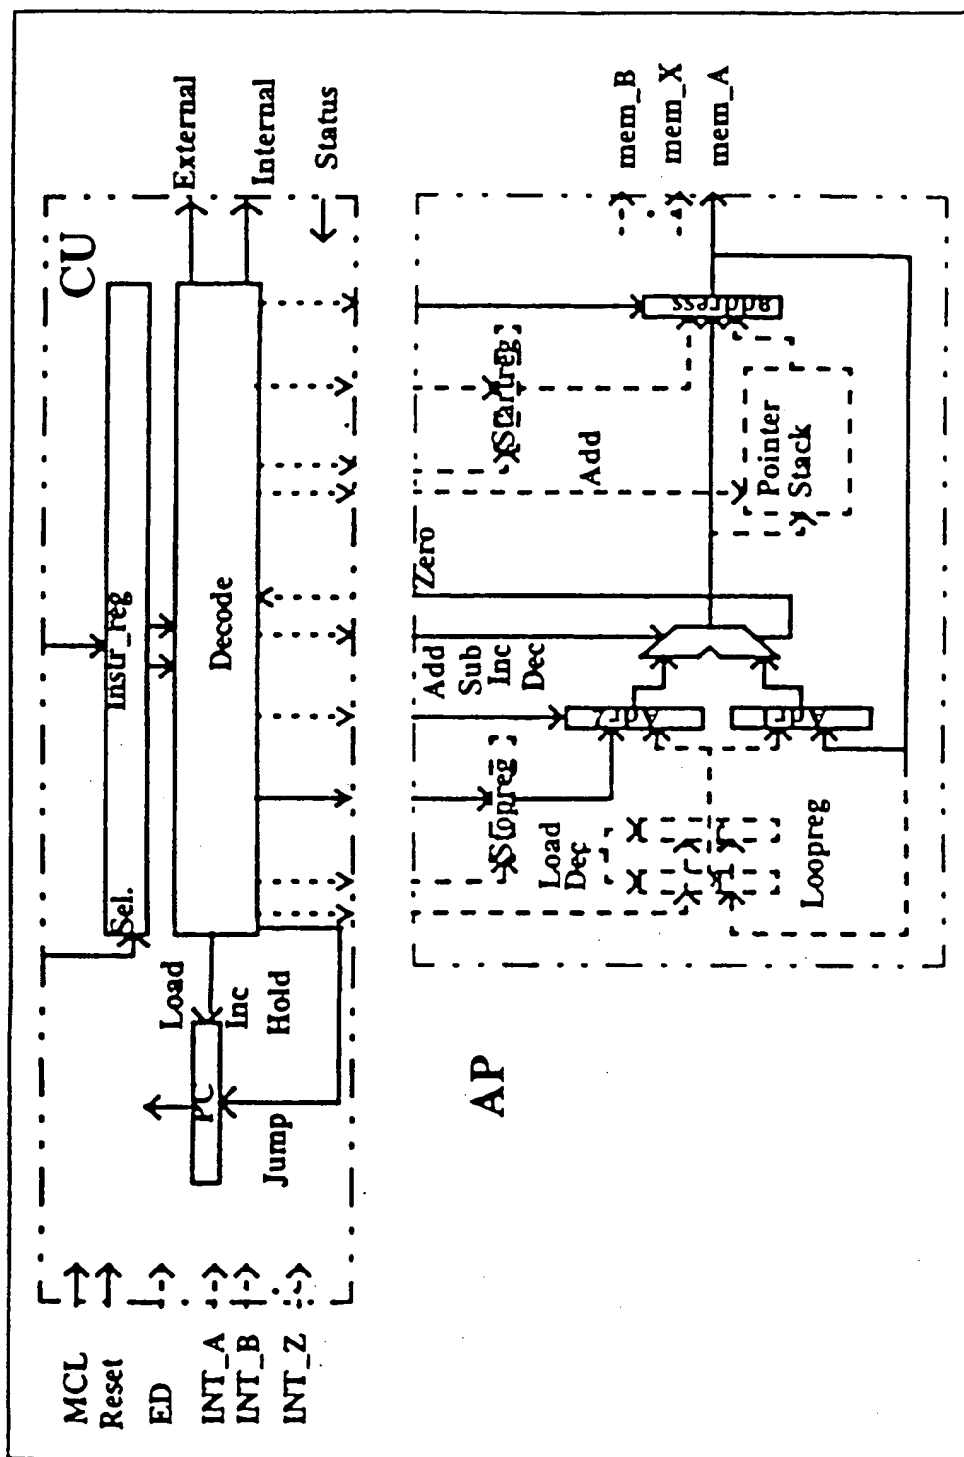 CU
External
Internal
Status
Instr_reg
Sel.
Decode
Load
Inc
Hold
PC
Jump
MCL
Reset
ED
INT_A
INT_B
INT_Z
AP
mem_B
mem_X
mem_A
address
Startreg
Add
Pointer
Stack
Zero
Add
Sub
Inc
Dec
Stopreg
Load
Dec
Loopreg